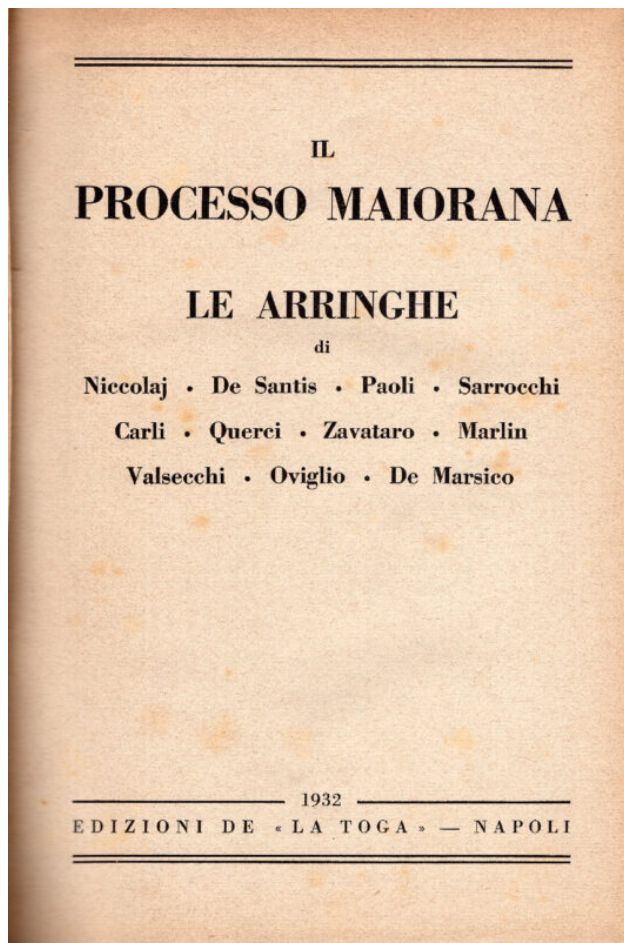 IL
PROCESSO MAIORANA
LE ARRINGHE
di
Niccolaj • De Santis • Paoli • Sarrocchi
Carli • Querci • Zavataro • Marlin
Valsecchi • Oviglio • De Marsico
1932
EDIZIONI DE « LA TOGA » — NAPOLI